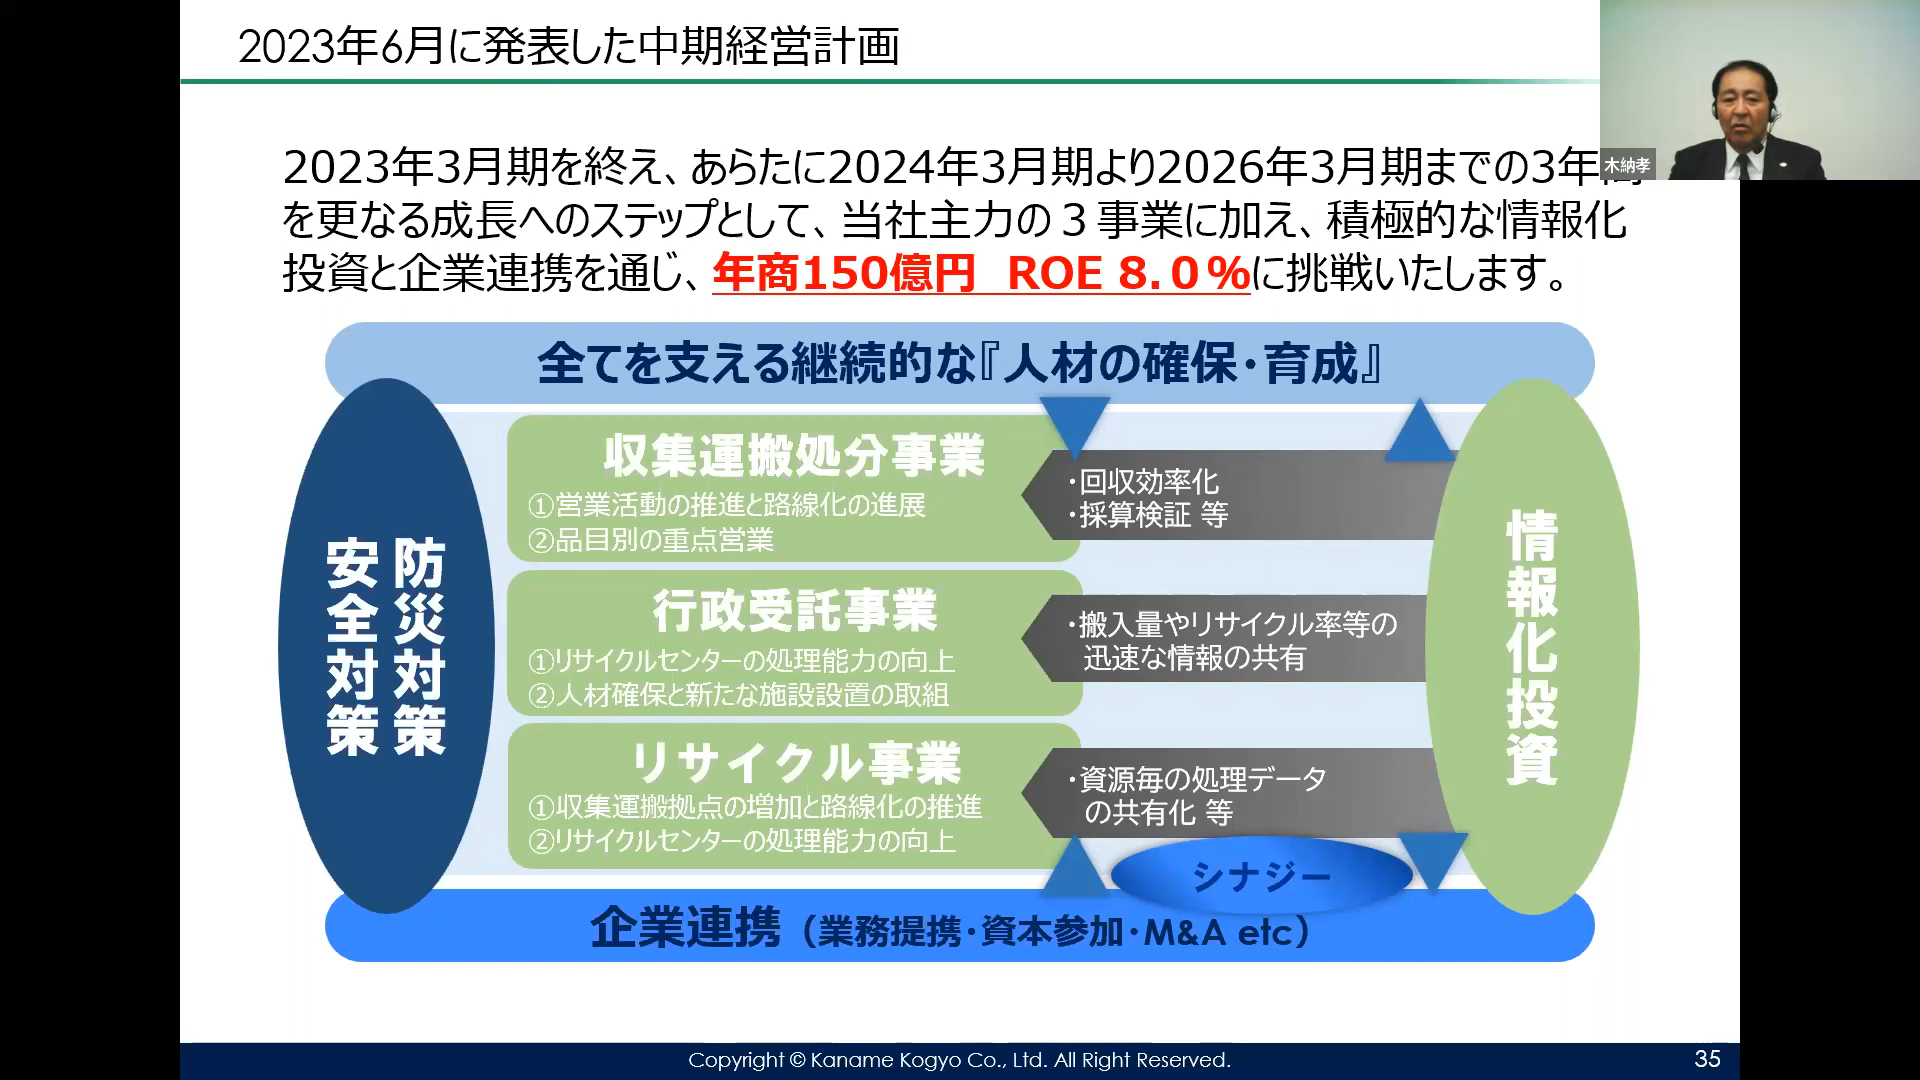 2023年6月に発表した中期経営計画
木納孝
2023年3月期を終え、あらたに2024年3月期より2026年3月期までの3年
を更なる成長へのステップとして、当社主力の３事業に加え、積極的な情報化
投資と企業連携を通じ、年商150億円　ROE 8.０％に挑戦いたします。
全てを支える継続的な『人材の確保・育成』
防災対策
安全対策
収集運搬処分事業
①営業活動の推進と路線化の進展
②品目別の重点営業
・回収効率化
・採算検証 等
行政受託事業
①リサイクルセンターの処理能力の向上
②人材確保と新たな施設設置の取組
・搬入量やリサイクル率等の
迅速な情報の共有
リサイクル事業
①収集運搬拠点の増加と路線化の推進
②リサイクルセンターの処理能力の向上
・資源毎の処理データ
の共有化 等
情報化投資
シナジー
企業連携（業務提携・資本参加・M&A etc）
Copyright © Kaname Kogyo Co., Ltd. All Right Reserved.
35